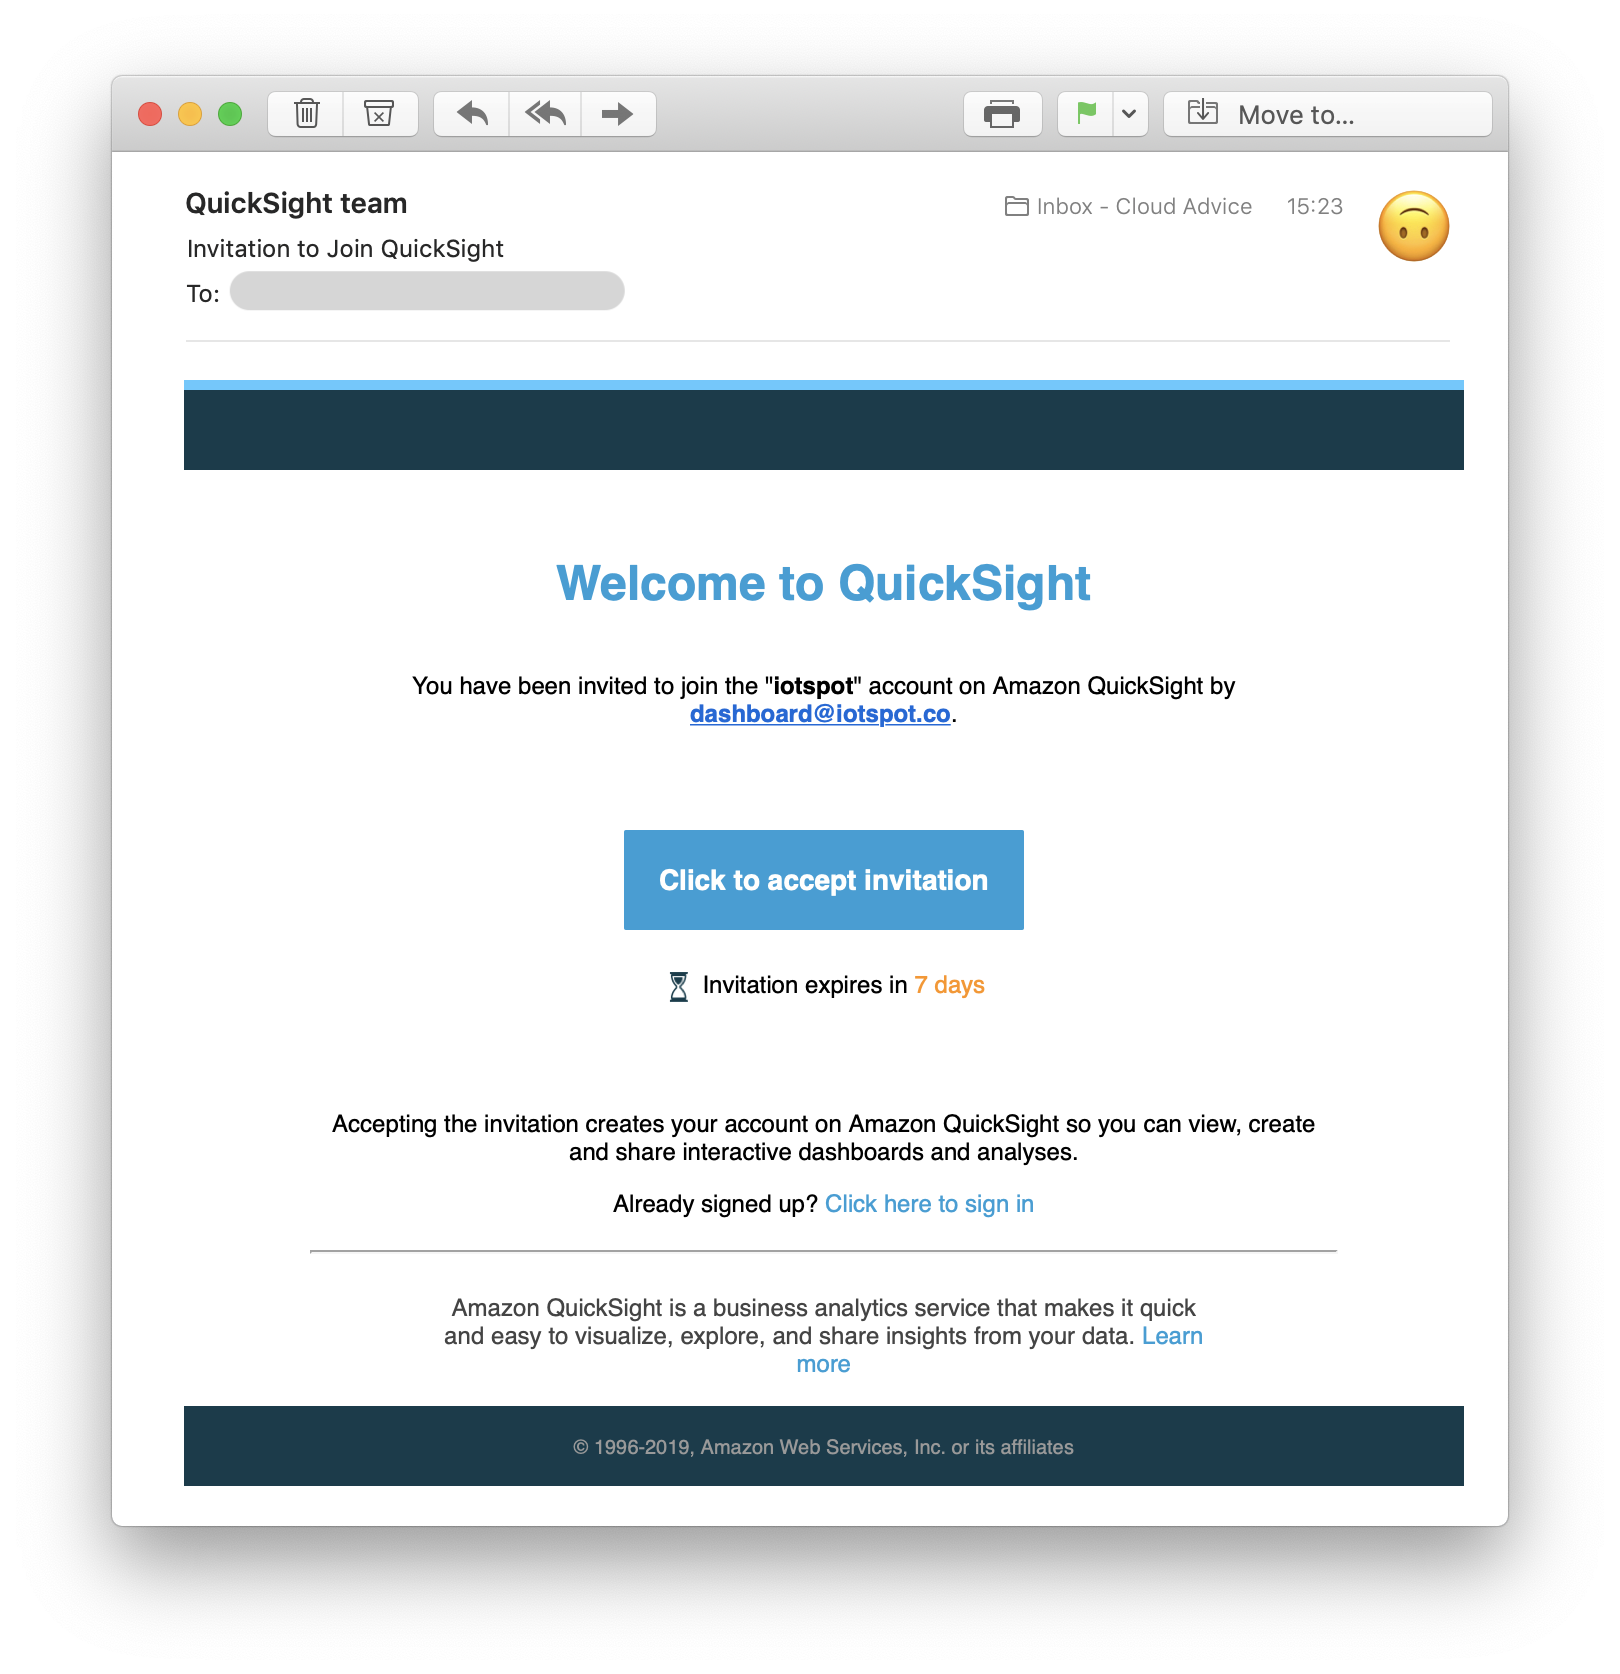 Move to...
QuickSight team
Inbox - Cloud Advice 15:23
Invitation to Join QuickSight
To:
Welcome to QuickSight
You have been invited to join the "iotspot" account on Amazon QuickSight by
dashboard@iotspot.co.
Click to accept invitation
Invitation expires in 7 days
Accepting the invitation creates your account on Amazon QuickSight so you can view, create
and share interactive dashboards and analyses.
Already signed up? Click here to sign in
Amazon QuickSight is a business analytics service that makes it quick
and easy to visualize, explore, and share insights from your data. Learn
more
© 1996-2019, Amazon Web Services, Inc. or its affiliates